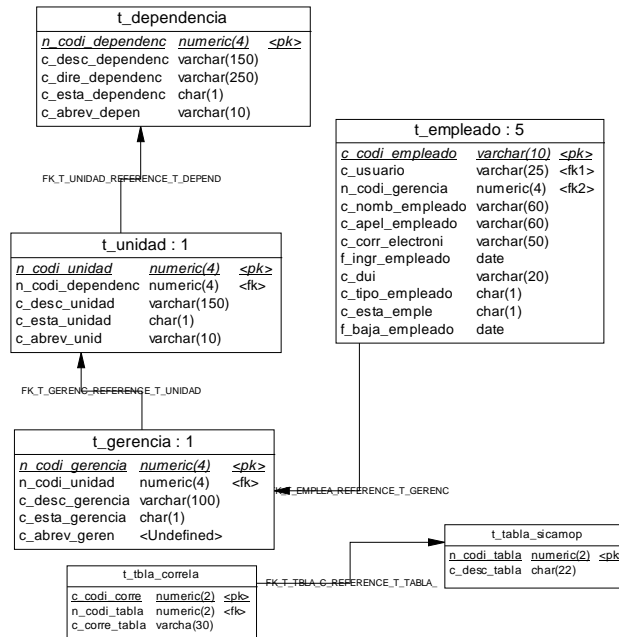 t_dependencia
n_codi_dependenc numeric(4) <pk>
c_desc_dependenc varchar(150)
c_dire_dependenc varchar(250)
c_esta_dependenc char(1)
c_abrev_depen varchar(10)
FK_T_UNIDAD_REFERENCE_T_DEPEND
t_unidad : 1
n_codi_unidad numeric(4) <pk>
n_codi_dependenc numeric(4) <fk>
c_desc_unidad varchar(150)
c_esta_unidad char(1)
c_abrev_unid varchar(10)
FK_T_GERENC_REFERENCE_T_UNIDAD
t_gerencia : 1
n_codi_gerencia numeric(4) <pk>
n_codi_unidad numeric(4) <fk>
c_desc_gerencia varchar(100)
c_esta_gerencia char(1)
c_abrev_geren <Undefined>
t_empleado : 5
c_codi_empleado varchar(10) <pk>
c_usuario varchar(25) <fk1>
n_codi_gerencia numeric(4) <fk2>
c_nomb_empleado varchar(60)
c_apel_empleado varchar(60)
c_corr_electroni varchar(50)
f_ingr_empleado date
c_dui varchar(20)
c_tipo_empleado char(1)
c_esta_emple char(1)
f_baja_empleado date
K_T_EMPLEA_REFERENCE_T_GERENC
t_tbla_correla
c_codi_corre numeric(2) <pk>
n_codi_tabla numeric(2) <fk>
c_corre_tabla varcha(30)
FK_T_TBLA_C_REFERENCE_T_TABLA_
t_tabla_sicamop
n_codi_tabla numeric(2) <pk
c_desc_tabla char(22)